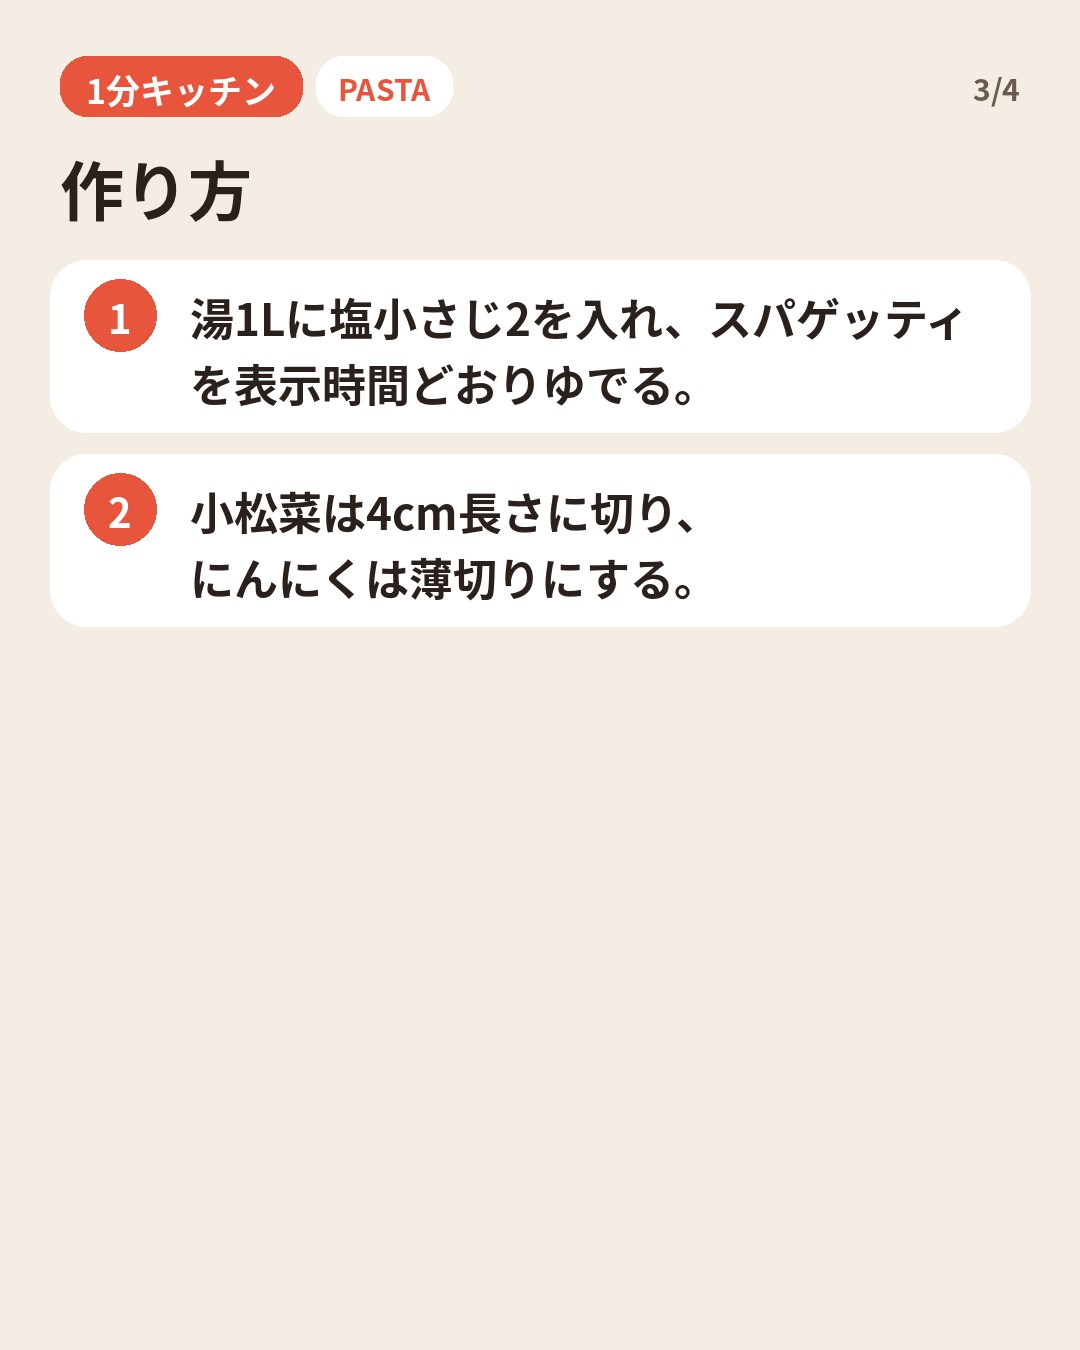 1分キッチン
PASTA
3/4
作り方
1
湯1Lに塩小さじ2を入れ、スパゲッティ
を表示時間どおりゆでる。
2
小松菜は4cm長さに切り、
にんにくは薄切りにする。